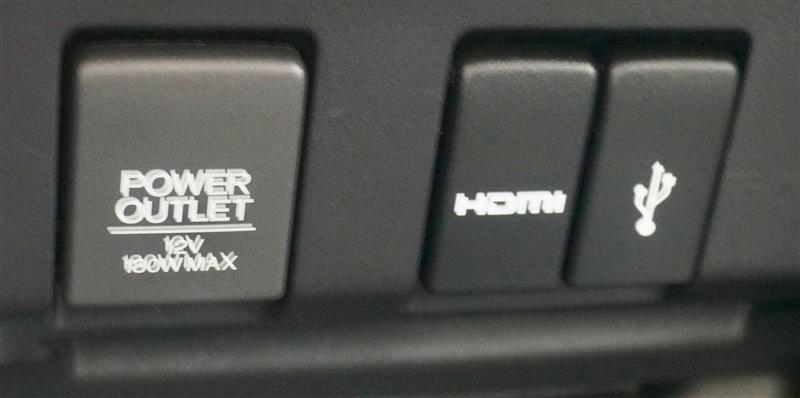 POWER
OUTLET
12V
180W MAX
HDMI